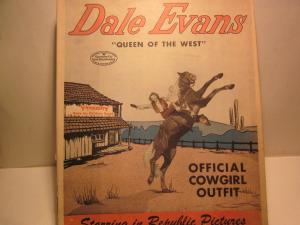 Dale Evans
"QUEEN OF THE WEST"
OFFICIAL
COWGIRL
OUTFIT
Starring in Republic Pictures